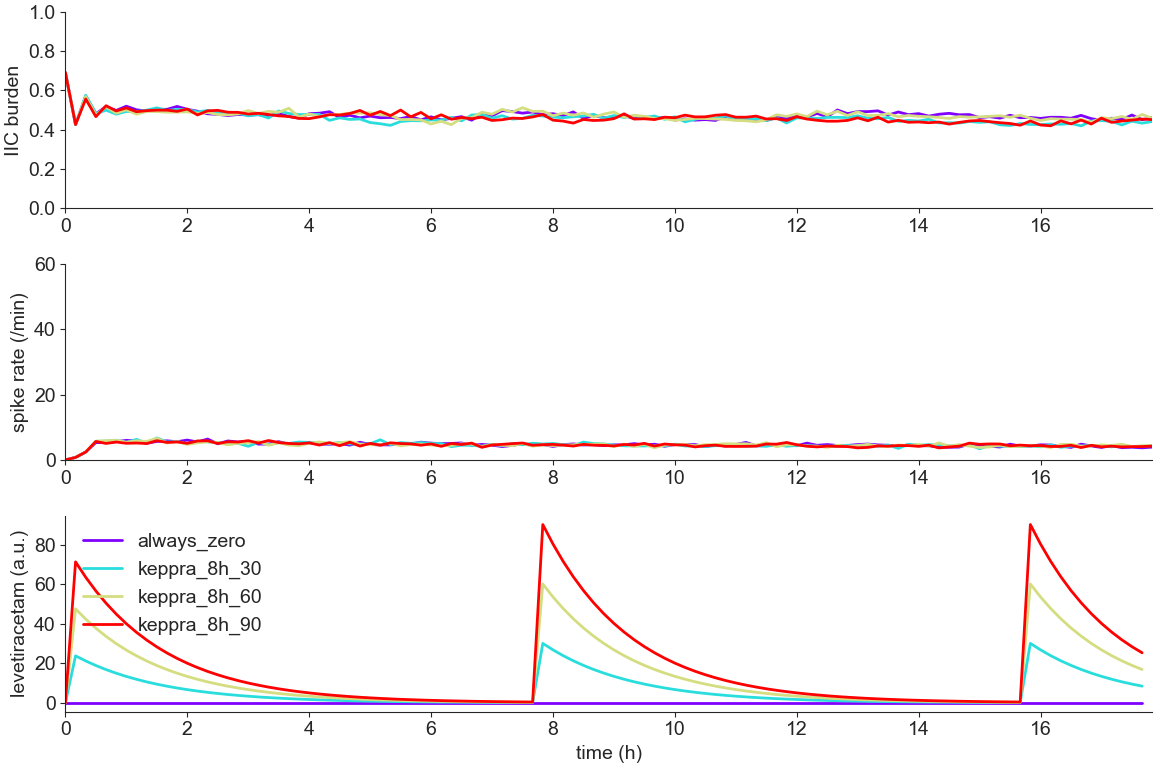 1.0
0.8
0.6
0.4
0.2
0.0
IIC burden
0 2 4 6 8 10 12 14 16
60
40
20
0
spike rate (/min)
0 2 4 6 8 10 12 14 16
80
60
40
20
0
levetiracetam (a.u.)
always_zero
keppra_8h_30
keppra_8h_60
keppra_8h_90
0 2 4 6 8 10 12 14 16
time (h)